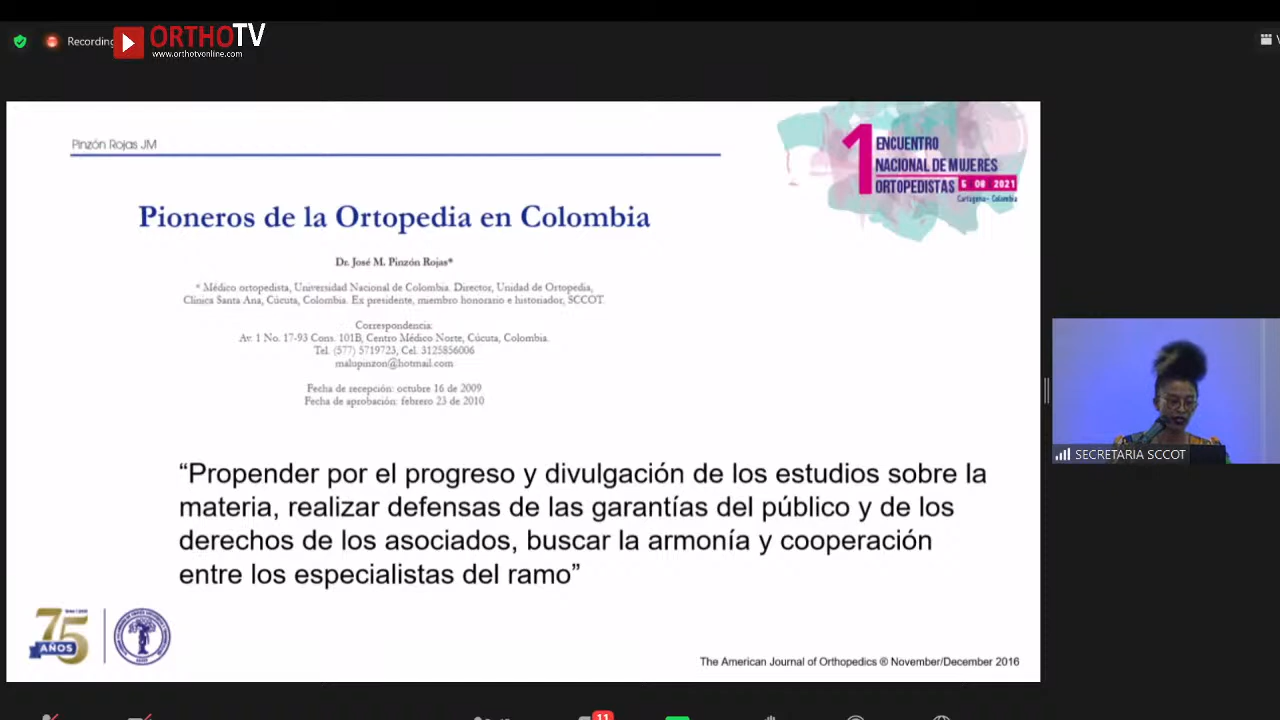 Recording
ORTHOTV
www.orthotvonline.com
Pinzón Rojas JM
1 ENCUENTRO
NACIONAL DE MUJERES
ORTOPEDISTAS 5 08 2021
Cartagena - Colombia
Pioneros de la Ortopedia en Colombia
Dr. José M. Pinzón Rojas*
* Médico ortopedista, Universidad Nacional de Colombia. Director, Unidad de Ortopedia,
Clínica Santa Ana, Cúcuta, Colombia. Ex presidente, miembro honorario e historiador, SCCOT.
Correspondencia:
Av. 1 No. 17-93 Cons. 101B, Centro Médico Norte, Cúcuta, Colombia.
Tel. (577) 5719723, Cel. 3125856006
malupinzon@hotmail.com
Fecha de recepción: octubre 16 de 2009
Fecha de aprobación: febrero 23 de 2010
“Propender por el progreso y divulgación de los estudios sobre la
materia, realizar defensas de las garantías del público y de los
derechos de los asociados, buscar la armonía y cooperación
entre los especialistas del ramo”
SECRETARIA SCCOT
75
AÑOS
The American Journal of Orthopedics ® November/December 2016
11